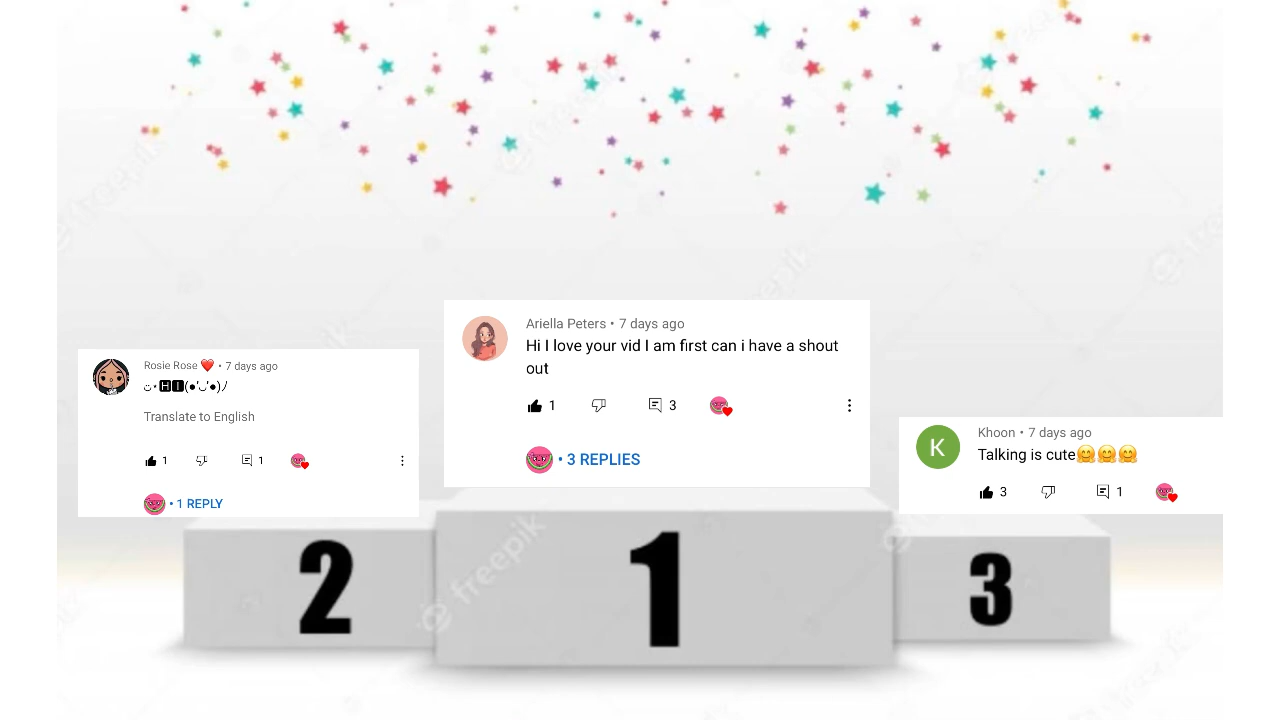 Ariella Peters • 7 days ago
Hi I love your vid I am first can i have a shout
out
1 3
• 3 REPLIES
Rosie Rose ❤️ • 7 days ago
ت･🅷🅸(●'◡'●)ﾉ
Translate to English
1 1
• 1 REPLY
K
Khoon • 7 days ago
Talking is cute🤗🤗🤗
3 1
2 1 3
freepik